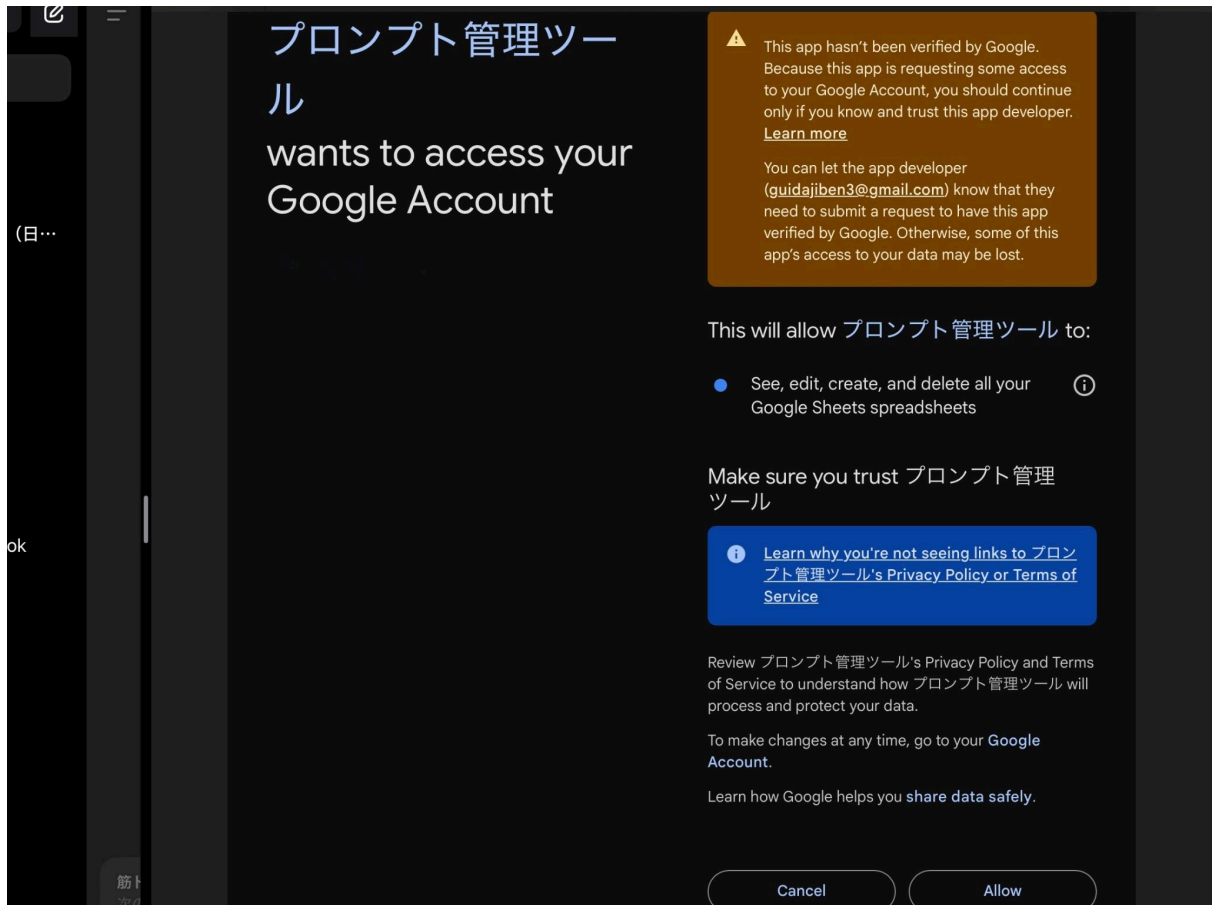 プロンプト管理ツー
ル
wants to access your
Google Account
This app hasn't been verified by Google.
Because this app is requesting some access
to your Google Account, you should continue
only if you know and trust this app developer.
Learn more
You can let the app developer
(guidajiben3@gmail.com) know that they
need to submit a request to have this app
verified by Google. Otherwise, some of this
app's access to your data may be lost.
This will allow プロンプト管理ツール to:
See, edit, create, and delete all your
Google Sheets spreadsheets
Make sure you trust プロンプト管理
ツール
Learn why you're not seeing links to プロン
プト管理ツール's Privacy Policy or Terms of
Service
Review プロンプト管理ツール's Privacy Policy and Terms
of Service to understand how プロンプト管理ツール will
process and protect your data.
To make changes at any time, go to your Google
Account.
Learn how Google helps you share data safely.
Cancel
Allow
(日…
ok
筋ト